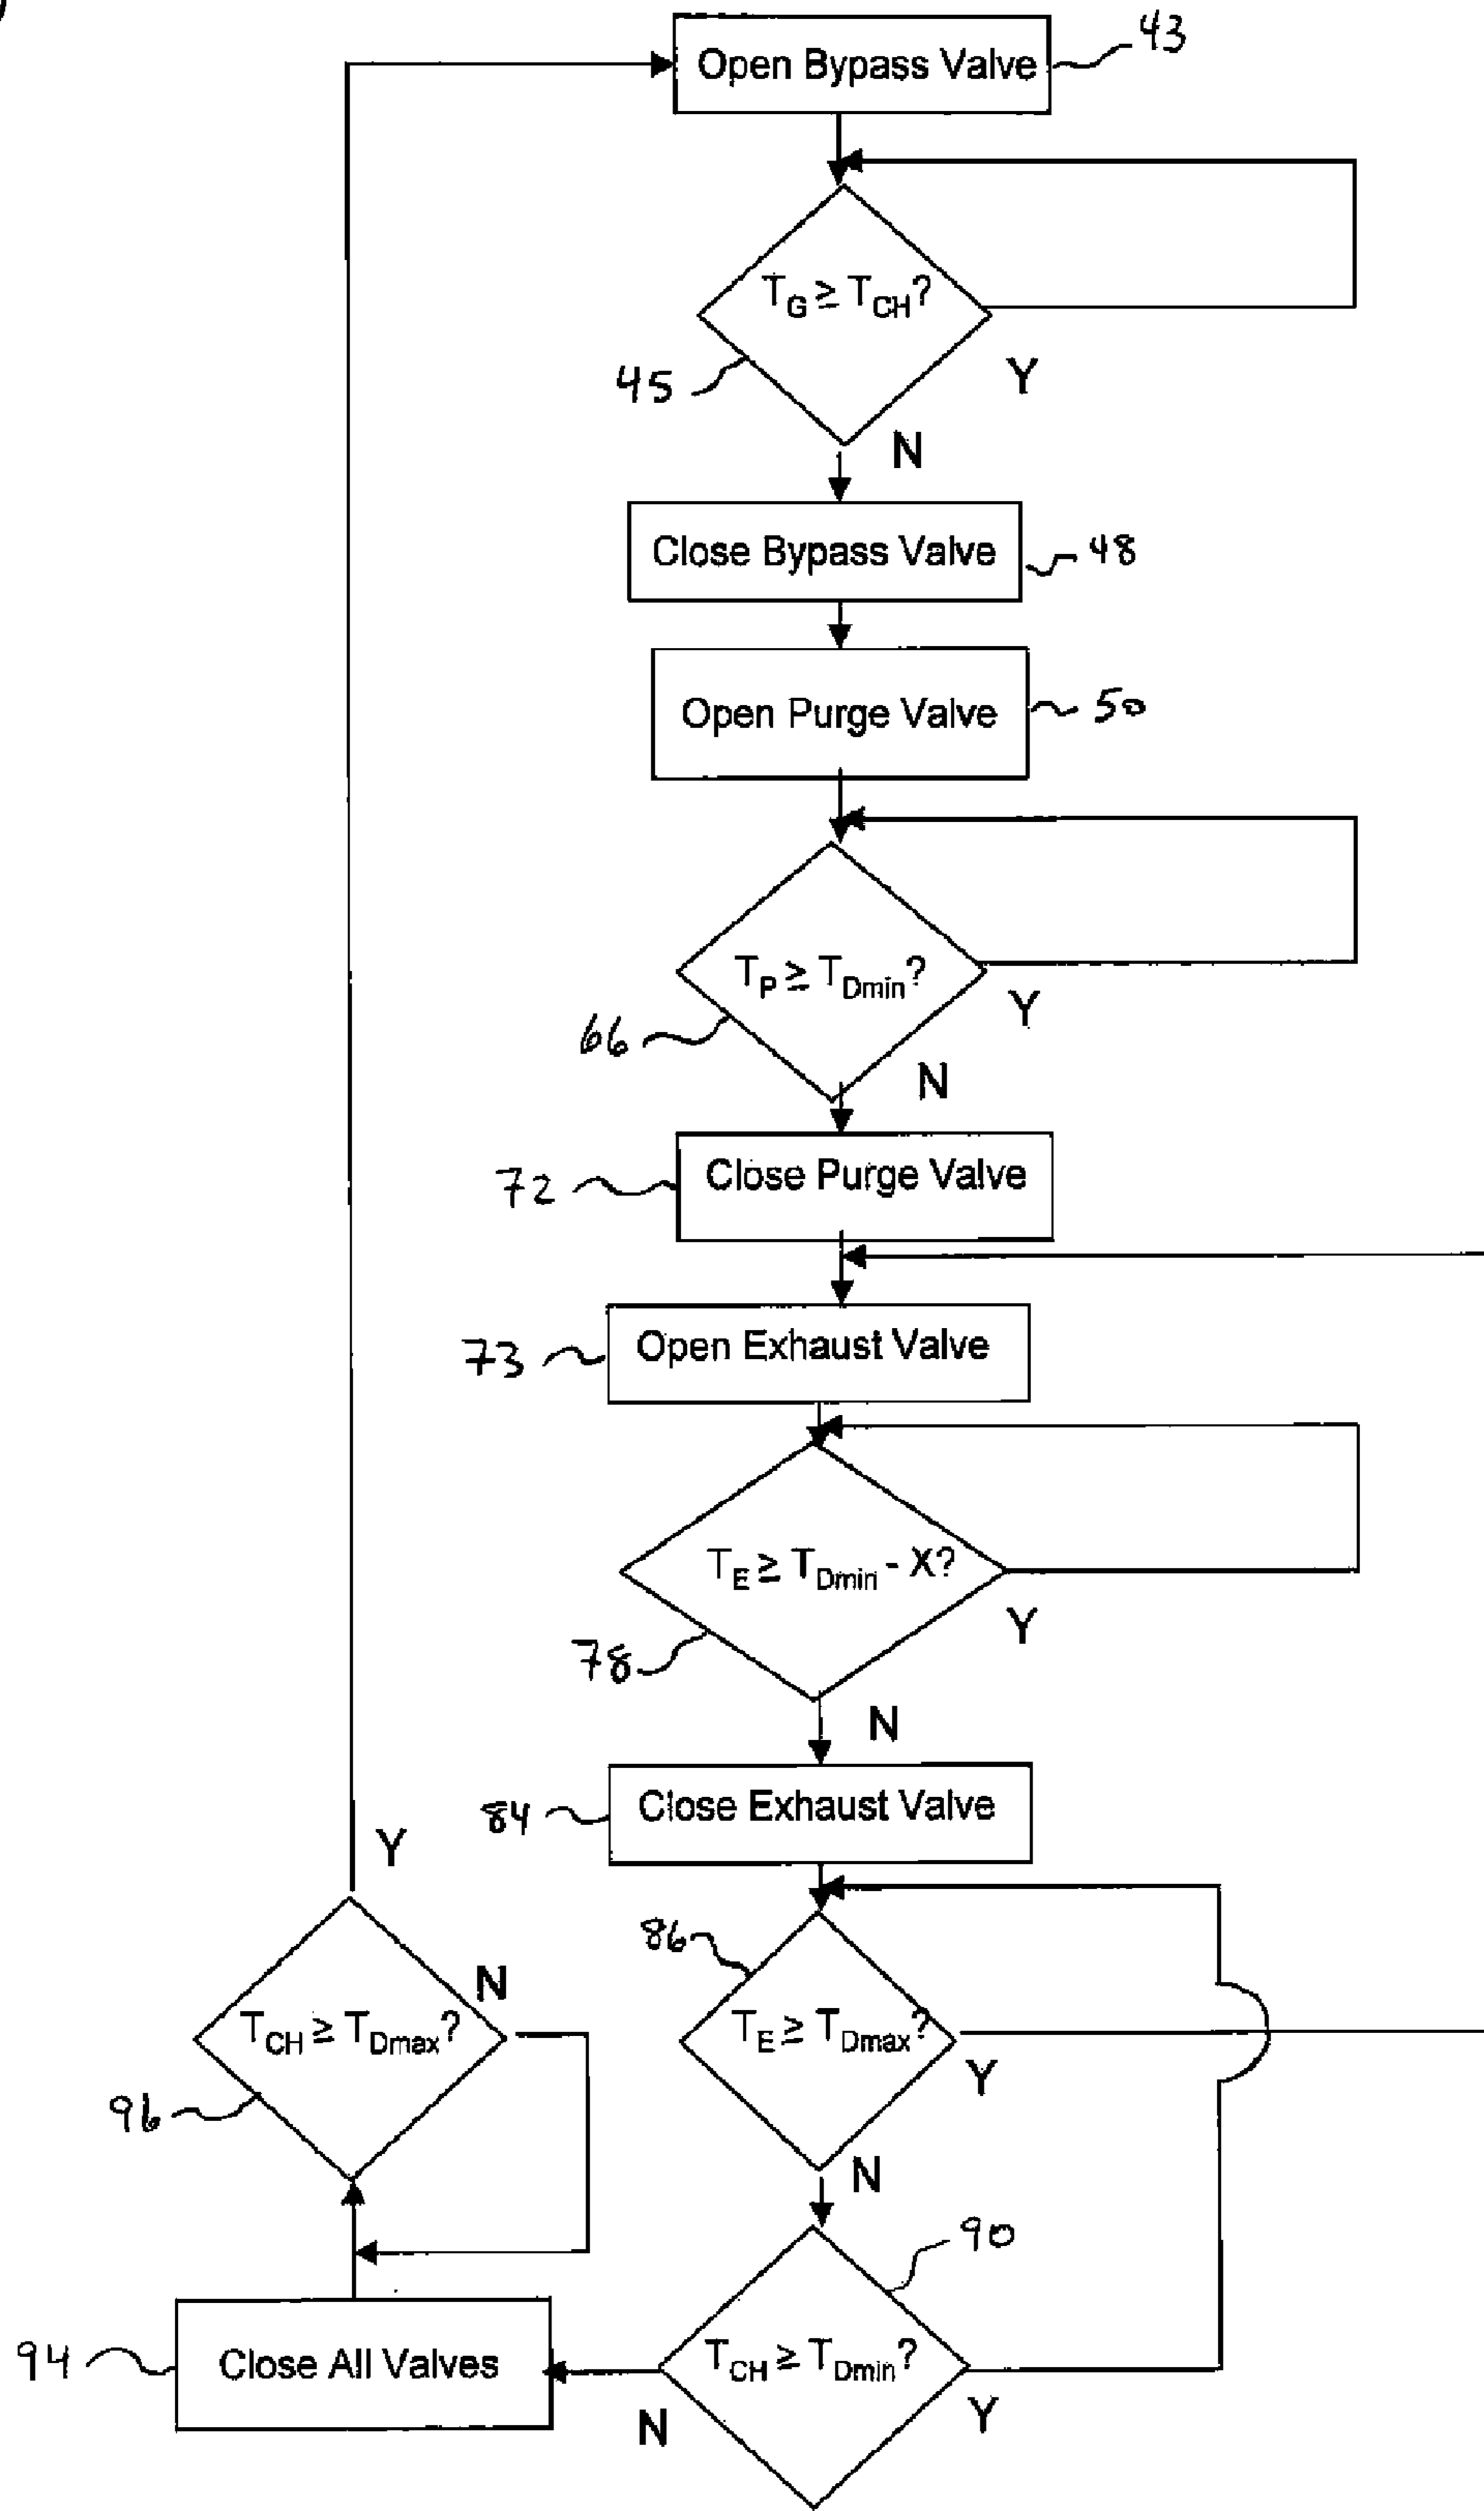 Open Bypass Valve 43
T_G ≥ T_CH?
45
Y
N
Close Bypass Valve 48
Open Purge Valve 50
T_P ≥ T_Dmin?
Y
66
N
Close Purge Valve
72
Open Exhaust Valve
73
T_E ≥ T_Dmin - X?
Y
78
N
Close Exhaust Valve
84
Y
86
N
T_CH ≥ T_Dmax?
T_E ≥ T_Dmax?
Y
96
N
90
T_CH ≥ T_Dmin?
94
Close All Valves
N
Y